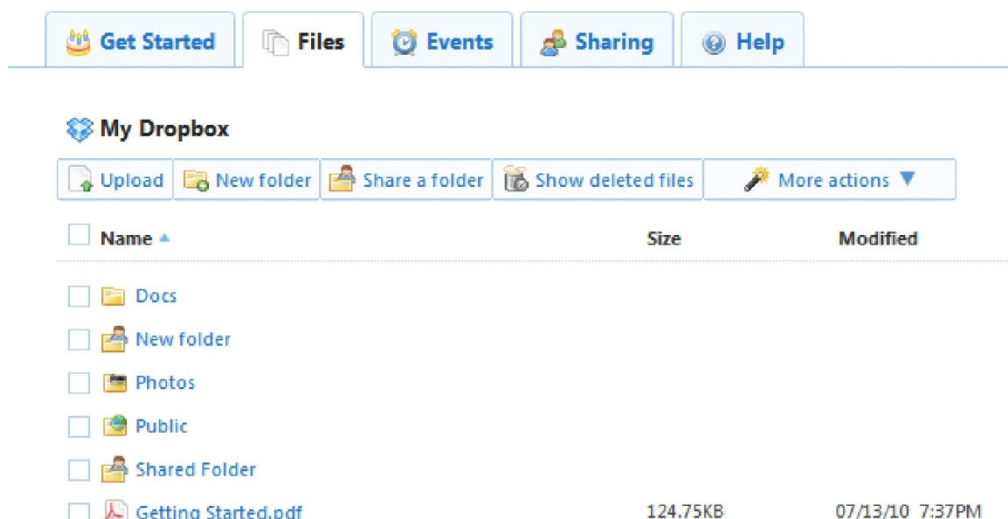 Get Started Files Events Sharing Help
My Dropbox
Upload New folder Share a folder Show deleted files More actions
Name Size Modified
Docs
New folder
Photos
Public
Shared Folder
Getting Started.pdf 124.75KB 07/13/10 7:37PM